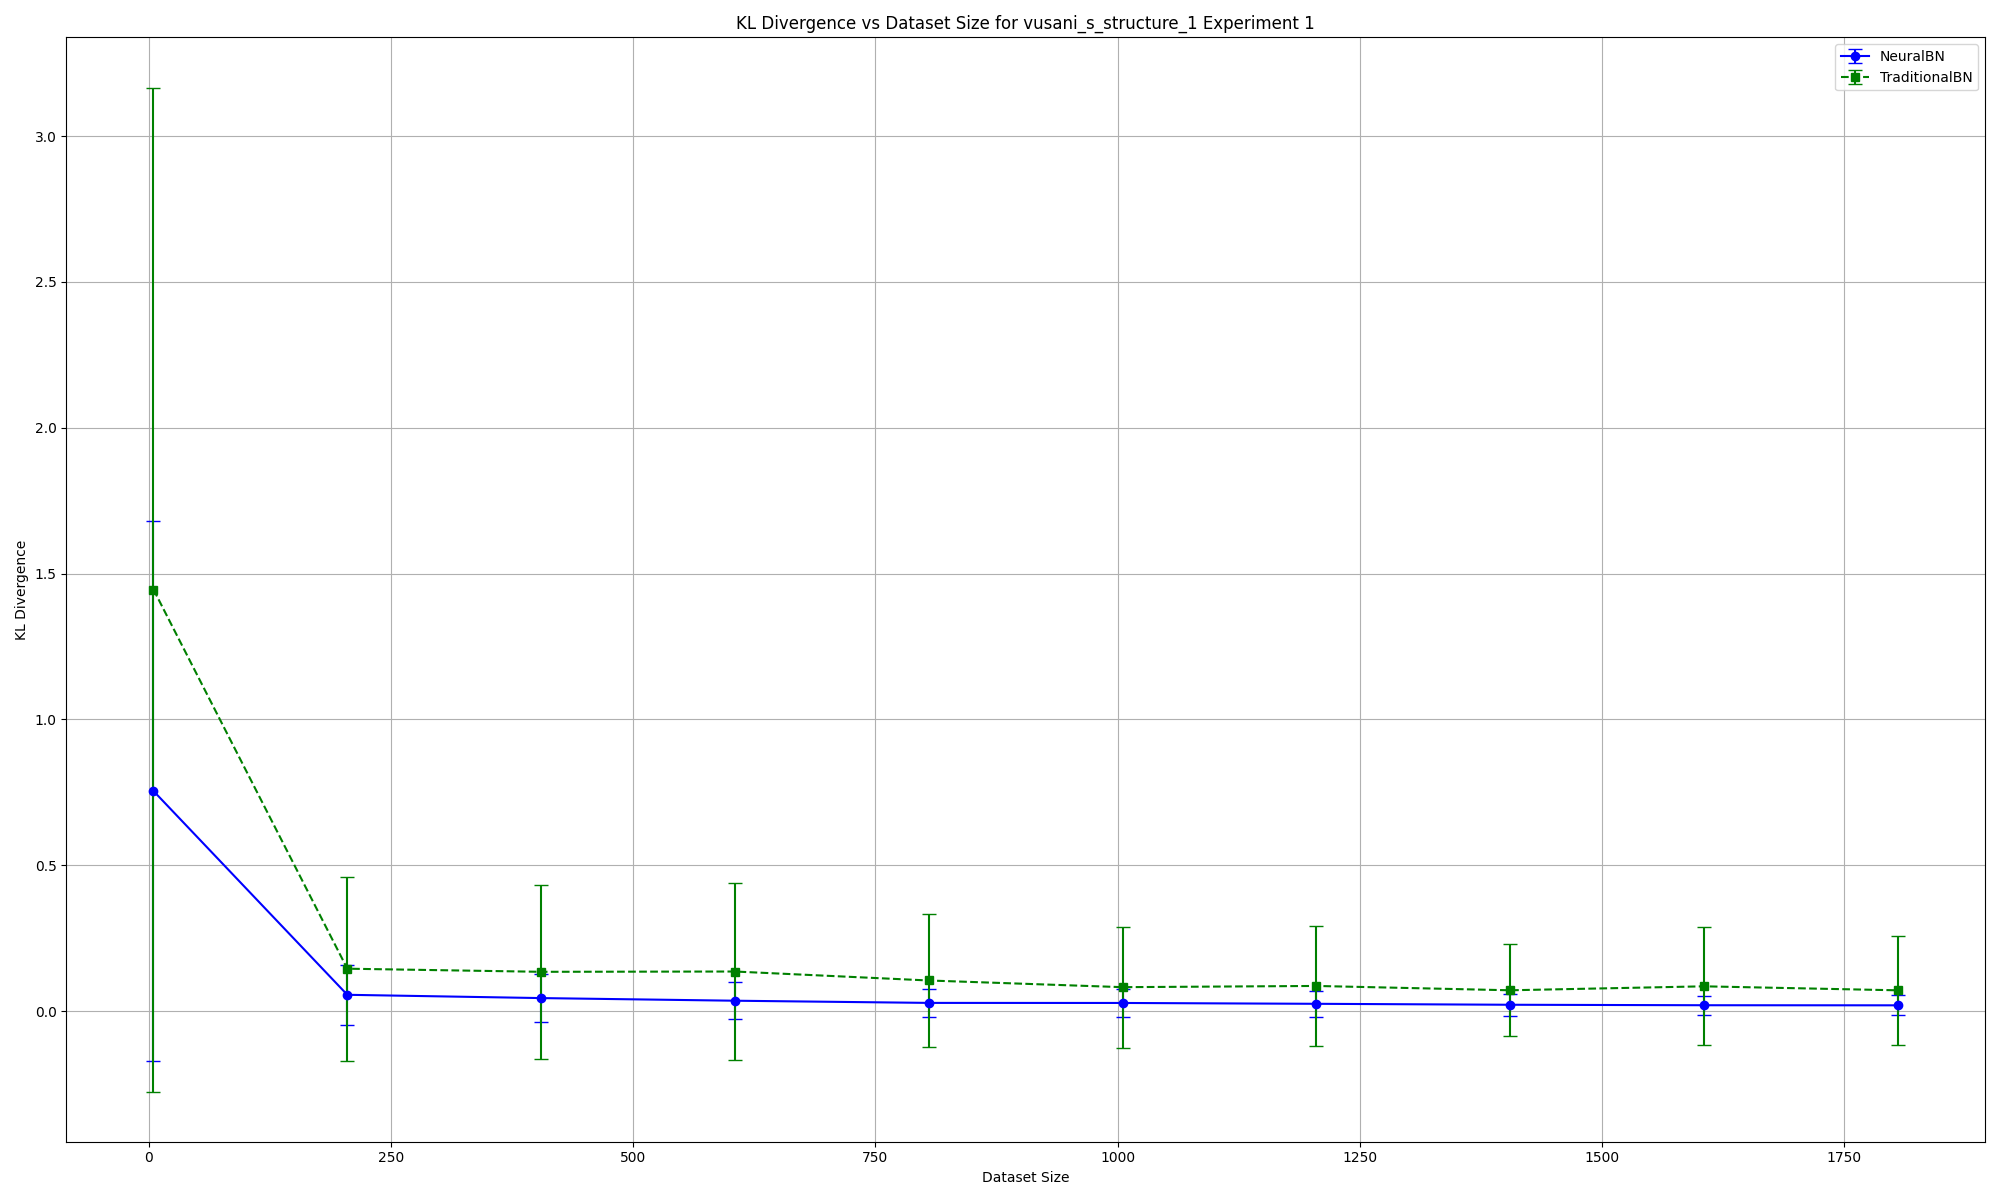 KL Divergence vs Dataset Size for vusani_s_structure_1 Experiment 1
NeuralBN
TraditionalBN
KL Divergence
3.0
2.5
2.0
1.5
1.0
0.5
0.0
0 250 500 750 1000 1250 1500 1750
Dataset Size